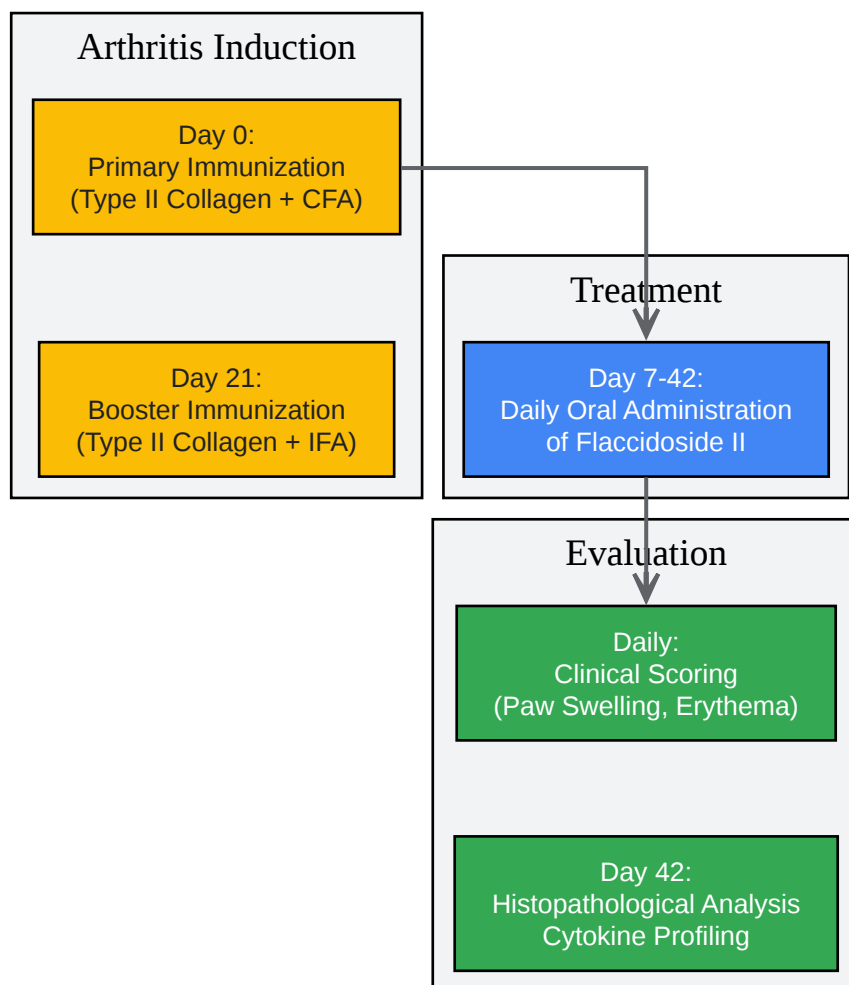 Arthritis Induction
Day 0:
Primary Immunization
(Type II Collagen + CFA)
Day 21:
Booster Immunization
(Type II Collagen + IFA)
Treatment
Day 7-42:
Daily Oral Administration
of Flaccidoside II
Evaluation
Daily:
Clinical Scoring
(Paw Swelling, Erythema)
Day 42:
Histopathological Analysis
Cytokine Profiling